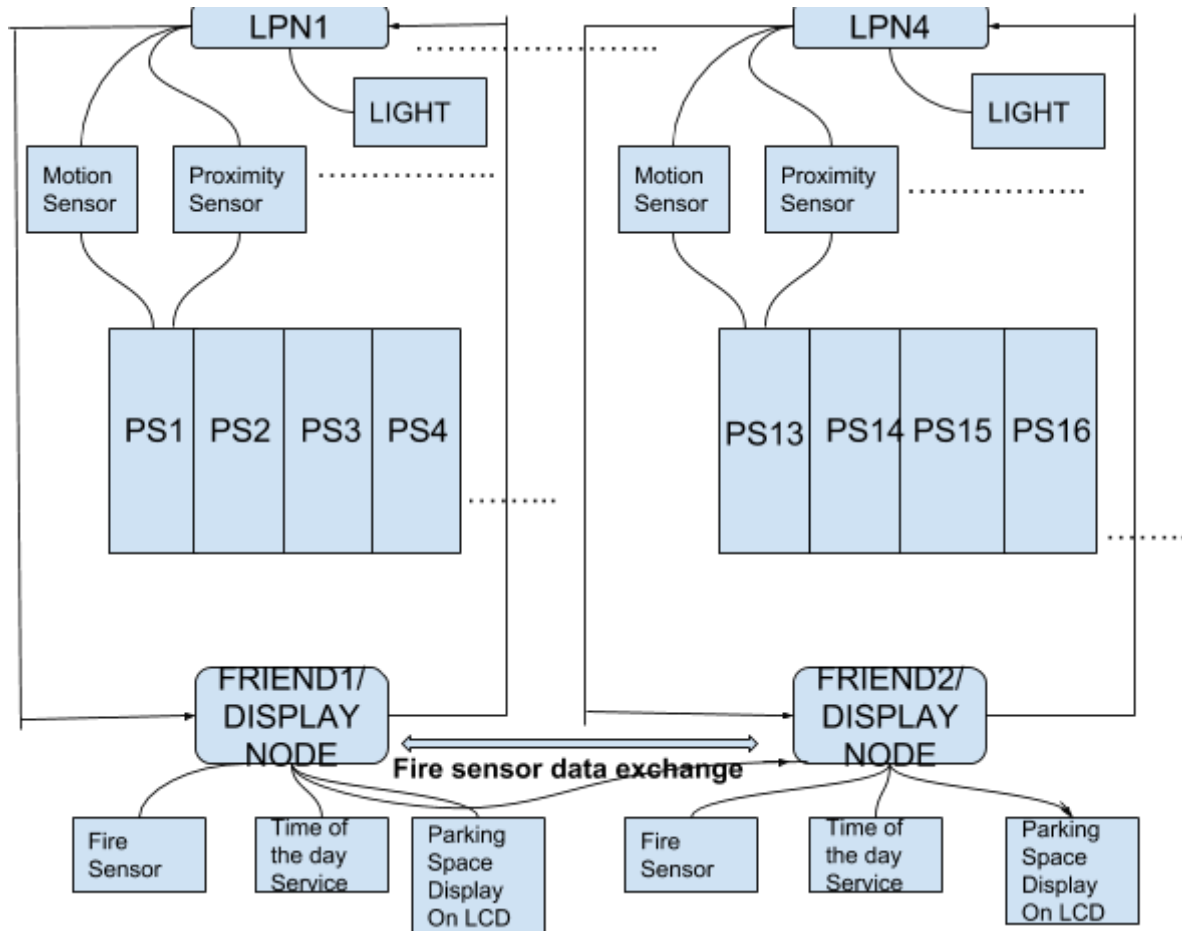 LPN1
LPN4
LIGHT
LIGHT
Motion
Sensor
Proximity
Sensor
Motion
Sensor
Proximity
Sensor
PS1
PS2
PS3
PS4
PS13
PS14
PS15
PS16
FRIEND1/
DISPLAY
NODE
FRIEND2/
DISPLAY
NODE
Fire sensor data exchange
Fire
Sensor
Time of
the day
Service
Parking
Space
Display
On LCD
Fire
Sensor
Time of
the day
Service
Parking
Space
Display
On LCD